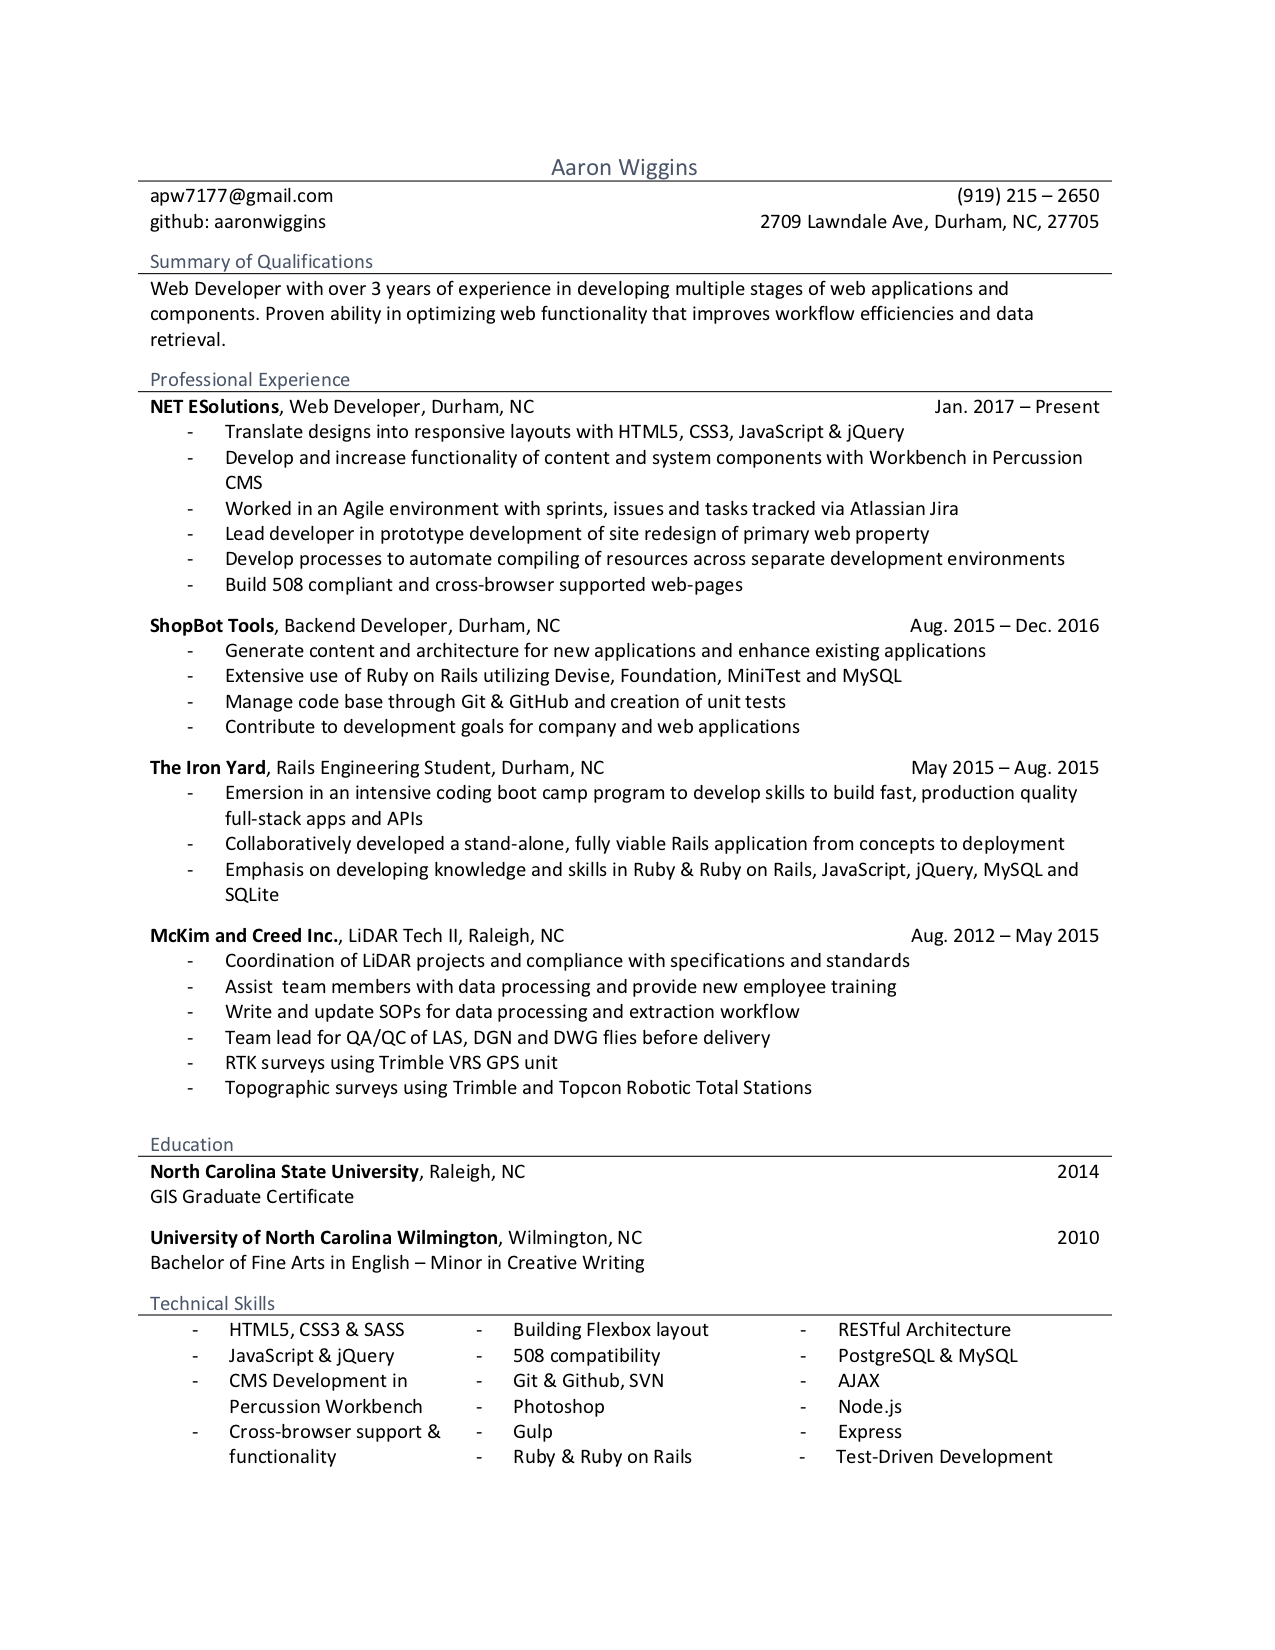 Aaron Wiggins
apw7177@gmail.com (919) 215 – 2650
github: aaronwiggins 2709 Lawndale Ave, Durham, NC, 27705
Summary of Qualifications
Web Developer with over 3 years of experience in developing multiple stages of web applications and
components. Proven ability in optimizing web functionality that improves workflow efficiencies and data
retrieval.
Professional Experience
NET ESolutions, Web Developer, Durham, NC Jan. 2017 – Present
- Translate designs into responsive layouts with HTML5, CSS3, JavaScript & jQuery
- Develop and increase functionality of content and system components with Workbench in Percussion
CMS
- Worked in an Agile environment with sprints, issues and tasks tracked via Atlassian Jira
- Lead developer in prototype development of site redesign of primary web property
- Develop processes to automate compiling of resources across separate development environments
- Build 508 compliant and cross-browser supported web-pages
ShopBot Tools, Backend Developer, Durham, NC Aug. 2015 – Dec. 2016
- Generate content and architecture for new applications and enhance existing applications
- Extensive use of Ruby on Rails utilizing Devise, Foundation, MiniTest and MySQL
- Manage code base through Git & GitHub and creation of unit tests
- Contribute to development goals for company and web applications
The Iron Yard, Rails Engineering Student, Durham, NC May 2015 – Aug. 2015
- Emersion in an intensive coding boot camp program to develop skills to build fast, production quality
full-stack apps and APIs
- Collaboratively developed a stand-alone, fully viable Rails application from concepts to deployment
- Emphasis on developing knowledge and skills in Ruby & Ruby on Rails, JavaScript, jQuery, MySQL and
SQLite
McKim and Creed Inc., LiDAR Tech II, Raleigh, NC Aug. 2012 – May 2015
- Coordination of LiDAR projects and compliance with specifications and standards
- Assist  team members with data processing and provide new employee training
- Write and update SOPs for data processing and extraction workflow
- Team lead for QA/QC of LAS, DGN and DWG flies before delivery
- RTK surveys using Trimble VRS GPS unit
- Topographic surveys using Trimble and Topcon Robotic Total Stations
Education
North Carolina State University, Raleigh, NC 2014
GIS Graduate Certificate
University of North Carolina Wilmington, Wilmington, NC 2010
Bachelor of Fine Arts in English – Minor in Creative Writing
Technical Skills
- HTML5, CSS3 & SASS
- JavaScript & jQuery
- CMS Development in
Percussion Workbench
- Cross-browser support &
functionality
- Building Flexbox layout
- 508 compatibility
- Git & Github, SVN
- Photoshop
- Gulp
- Ruby & Ruby on Rails
- RESTful Architecture
- PostgreSQL & MySQL
- AJAX
- Node.js
- Express
- Test-Driven Development